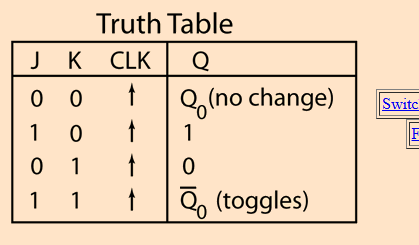 Truth Table
J K CLK Q
0 0 ↑ Q₀ (no change)
1 0 ↑ 1
0 1 ↑ 0
1 1 ↑ Q̅₀ (toggles)